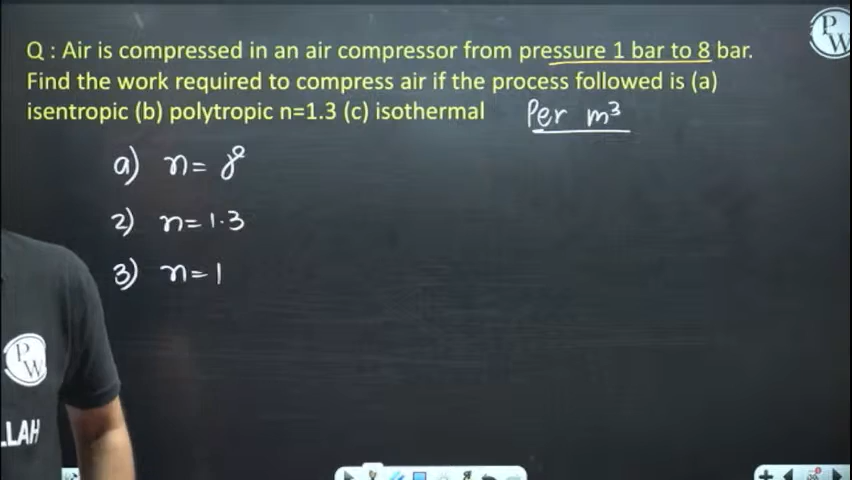 Q : Air is compressed in an air compressor from pressure 1 bar to 8 bar.
Find the work required to compress air if the process followed is (a)
isentropic (b) polytropic n=1.3 (c) isothermal Per m³
a) n= γ
2) n=1.3
3) n=1
P
W
P
W
LLAH